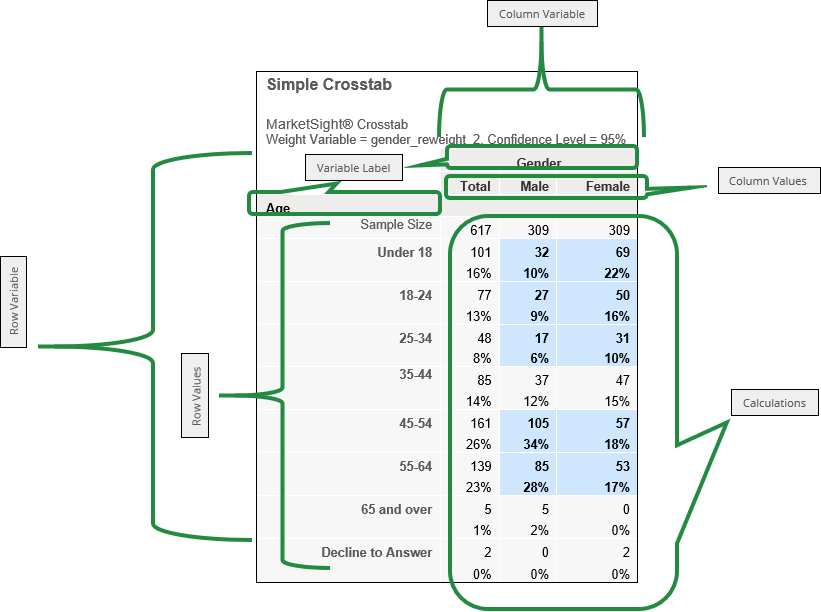 Column Variable
Simple Crosstab
MarketSight® Crosstab
Weight Variable = gender_reweight_2, Confidence Level = 95%
Variable Label
Gender
Column Values
Total Male Female
Age
Sample Size 617 309 309
Under 18 101 32 69
16% 10% 22%
18-24 77 27 50
13% 9% 16%
Row Variable
25-34 48 17 31
8% 6% 10%
35-44 85 37 47
14% 12% 15%
Row Values
Calculations
45-54 161 105 57
26% 34% 18%
55-64 139 85 53
23% 28% 17%
65 and over 5 5 0
1% 2% 0%
Decline to Answer 2 0 2
0% 0% 0%